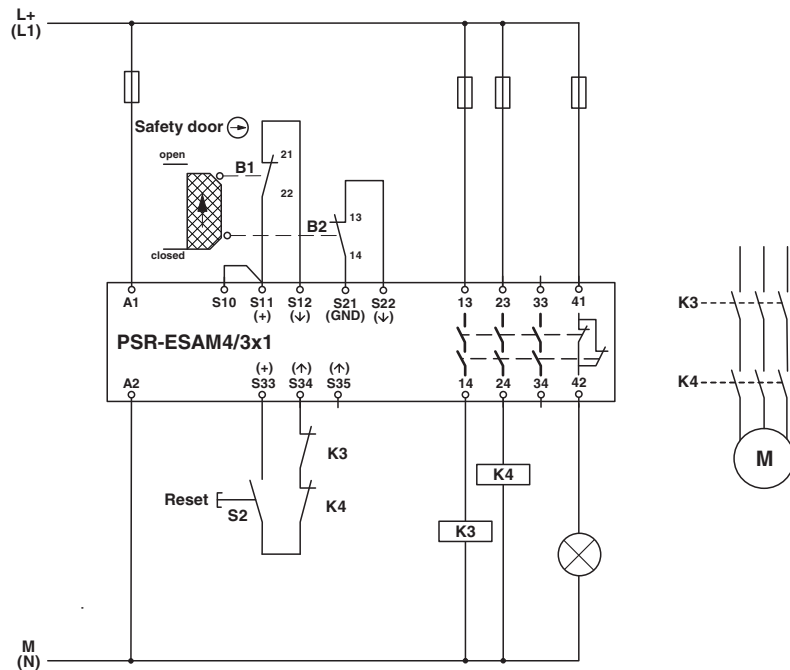 L+
(L1)
Safety door
open
closed
B1
21
22
B2
13
14
A1
S10
S11
(+)
S12
(↓)
S21
(GND)
S22
(↓)
13
23
33
41
PSR-ESAM4/3x1
K3
A2
(+)
S33
(↑)
S34
(↑)
S35
14
24
34
42
K4
K3
K4
M
Reset
S2
K4
K3
M
(N)